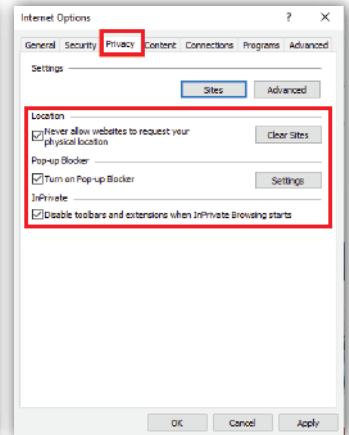 Internet Options ? ×
General Security Privacy Content Connections Programs Advanced
Settings
Sites Advanced
Location
Never allow websites to request your
physical location
Clear Sites
Pop-up Blocker
Turn on Pop-up Blocker Settings
InPrivate
Disable toolbars and extensions when InPrivate Browsing starts
OK Cancel Apply